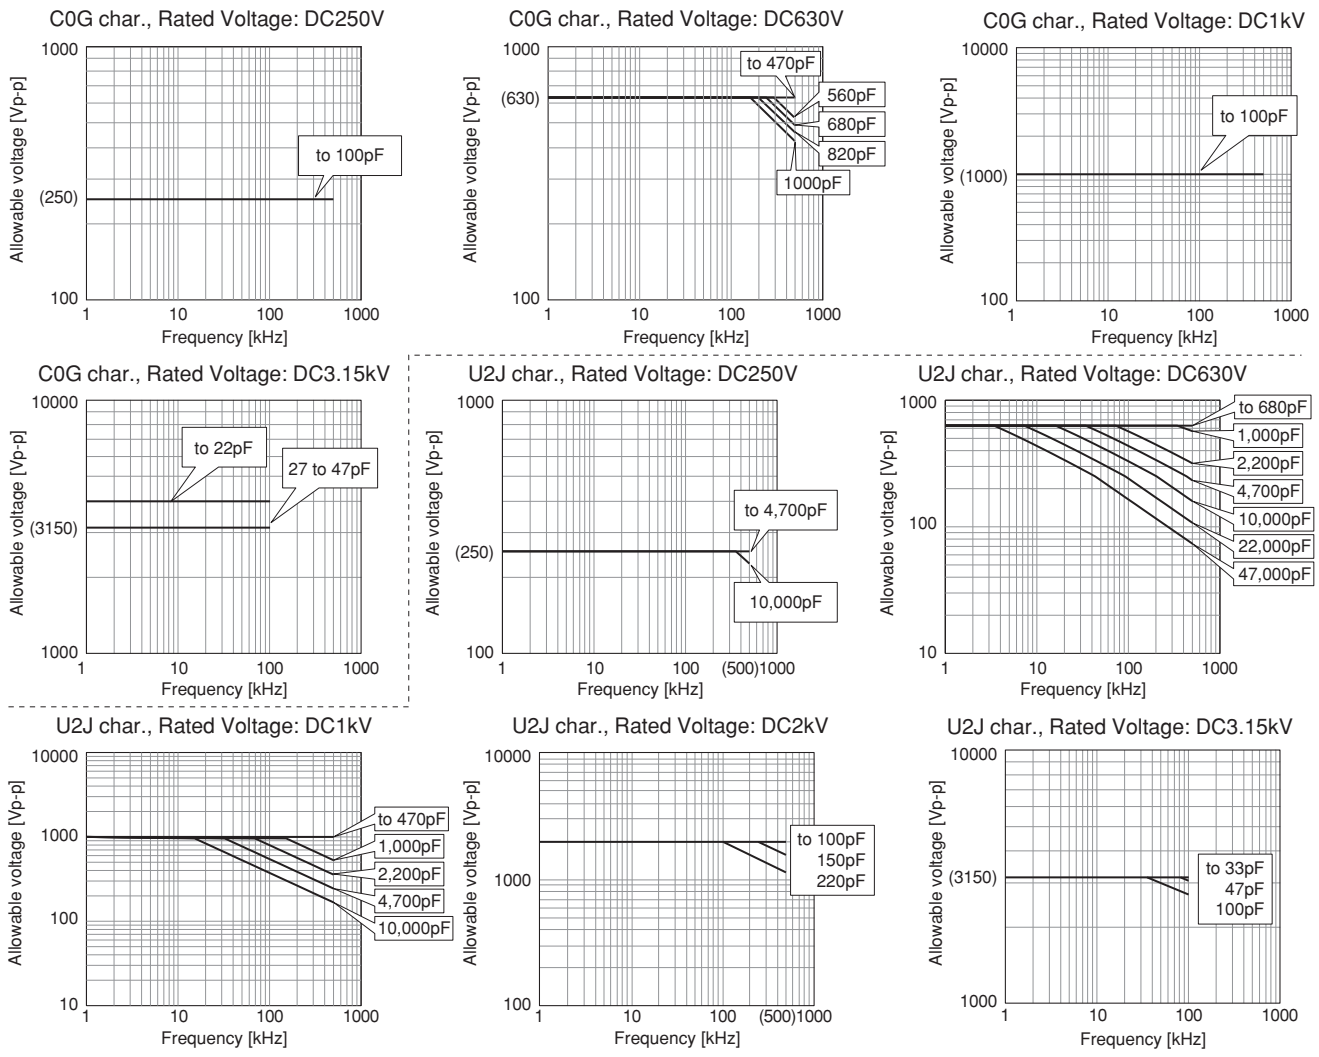 C0G char., Rated Voltage: DC250V
Allowable voltage [Vp-p]
1000
(250)
100
to 100pF
1 10 100 1000
Frequency [kHz]
C0G char., Rated Voltage: DC630V
Allowable voltage [Vp-p]
1000
(630)
100
to 470pF
560pF
680pF
820pF
1000pF
1 10 100 1000
Frequency [kHz]
C0G char., Rated Voltage: DC1kV
Allowable voltage [Vp-p]
10000
(1000)
100
to 100pF
1 10 100 1000
Frequency [kHz]
C0G char., Rated Voltage: DC3.15kV
Allowable voltage [Vp-p]
10000
(3150)
1000
to 22pF
27 to 47pF
1 10 100 1000
Frequency [kHz]
U2J char., Rated Voltage: DC250V
Allowable voltage [Vp-p]
1000
(250)
100
to 4,700pF
10,000pF
1 10 100 (500)1000
Frequency [kHz]
U2J char., Rated Voltage: DC630V
Allowable voltage [Vp-p]
1000
100
10
to 680pF
1,000pF
2,200pF
4,700pF
10,000pF
22,000pF
47,000pF
1 10 100 1000
Frequency [kHz]
U2J char., Rated Voltage: DC1kV
Allowable voltage [Vp-p]
10000
1000
100
10
to 470pF
1,000pF
2,200pF
4,700pF
10,000pF
1 10 100 1000
Frequency [kHz]
U2J char., Rated Voltage: DC2kV
Allowable voltage [Vp-p]
10000
1000
100
to 100pF
150pF
220pF
1 10 100 (500)1000
Frequency [kHz]
U2J char., Rated Voltage: DC3.15kV
Allowable voltage [Vp-p]
10000
(3150)
1000
to 33pF
47pF
100pF
1 10 100 1000
Frequency [kHz]